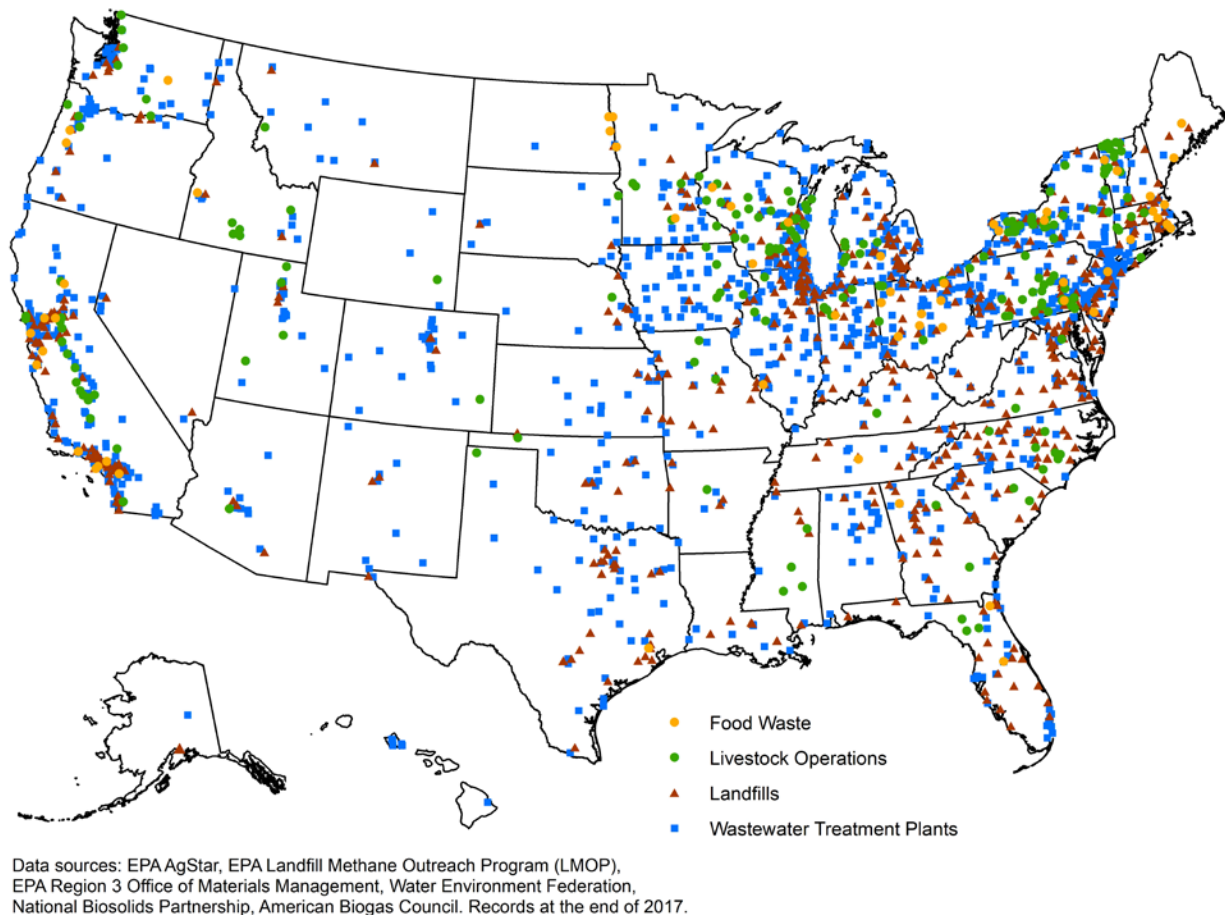 Food Waste
Livestock Operations
Landfills
Wastewater Treatment Plants
Data sources: EPA AgStar, EPA Landfill Methane Outreach Program (LMOP),
EPA Region 3 Office of Materials Management, Water Environment Federation,
National Biosolids Partnership, American Biogas Council. Records at the end of 2017.